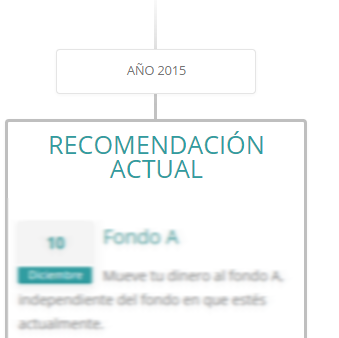 AÑO 2015
RECOMENDACIÓN
ACTUAL
10
Fondo A
Diciembre
Mueve tu dinero al fondo A,
independiente del fondo en que estés
actualmente.